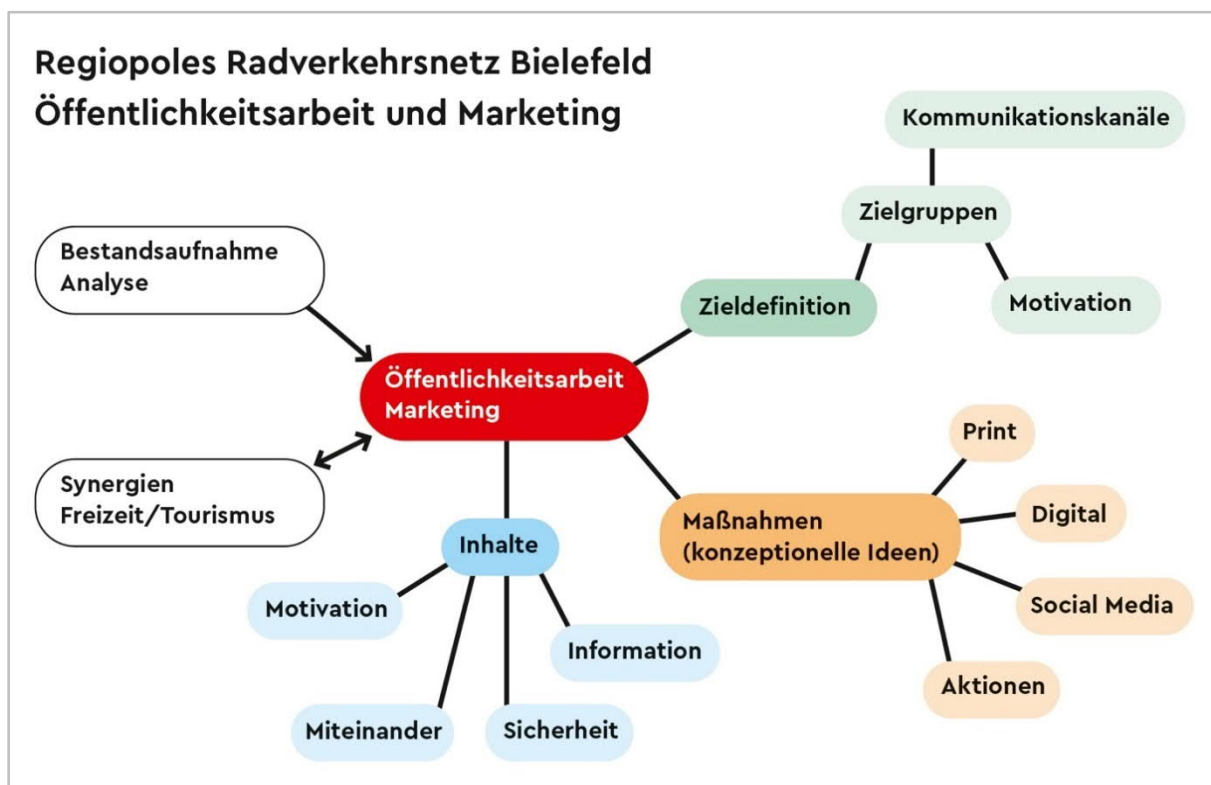 Regiopoles Radverkehrsnetz Bielefeld
Öffentlichkeitsarbeit und Marketing
Kommunikationskanäle
Zielgruppen
Bestandsaufnahme
Analyse
Zieldefinition
Motivation
Öffentlichkeitsarbeit
Marketing
Print
Synergien
Freizeit/Tourismus
Maßnahmen
(konzeptionelle Ideen)
Digital
Inhalte
Motivation
Social Media
Information
Aktionen
Miteinander
Sicherheit